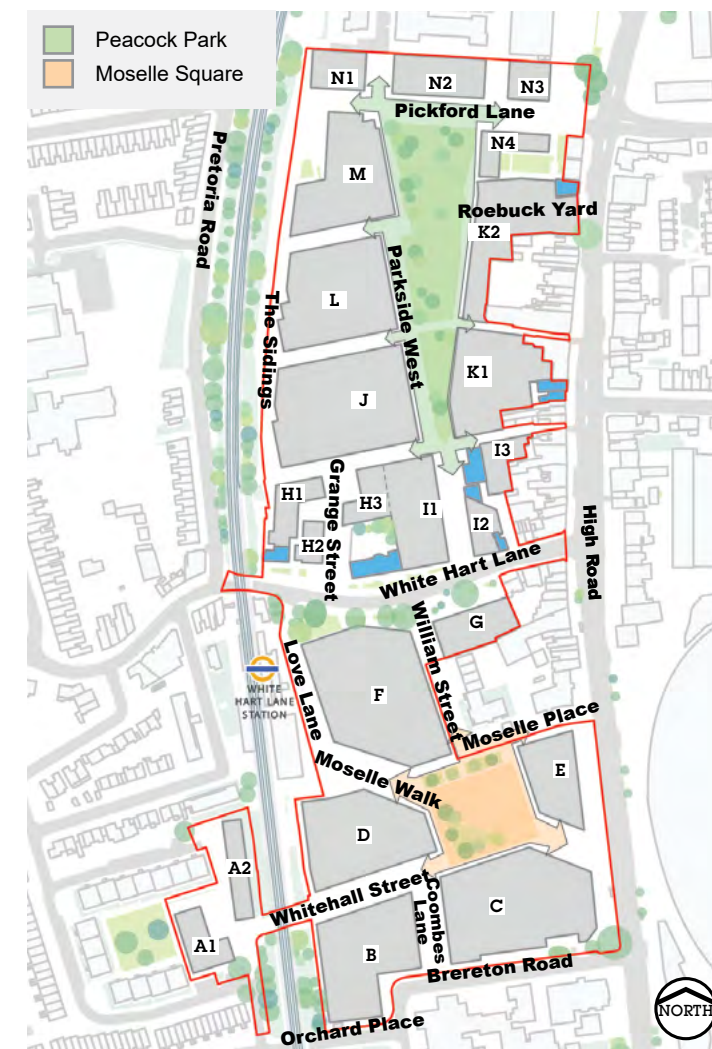 Peacock Park
Moselle Square
N1
N2
N3
Pickford Lane
N4
Pretoria Road
M
Roebuck Yard
K2
Parkside West
The Sidings
L
K1
J
I3
Grange Street
H1
H3
I1
I2
H2
High Road
White Hart Lane
William Street
G
Love Lane
WHITE
HART LANE
STATION
F
Moselle Place
Moselle Walk
E
D
A2
Whitehall Street
Coombes
Lane
C
A1
B
Brereton Road
NORTH
Orchard Place